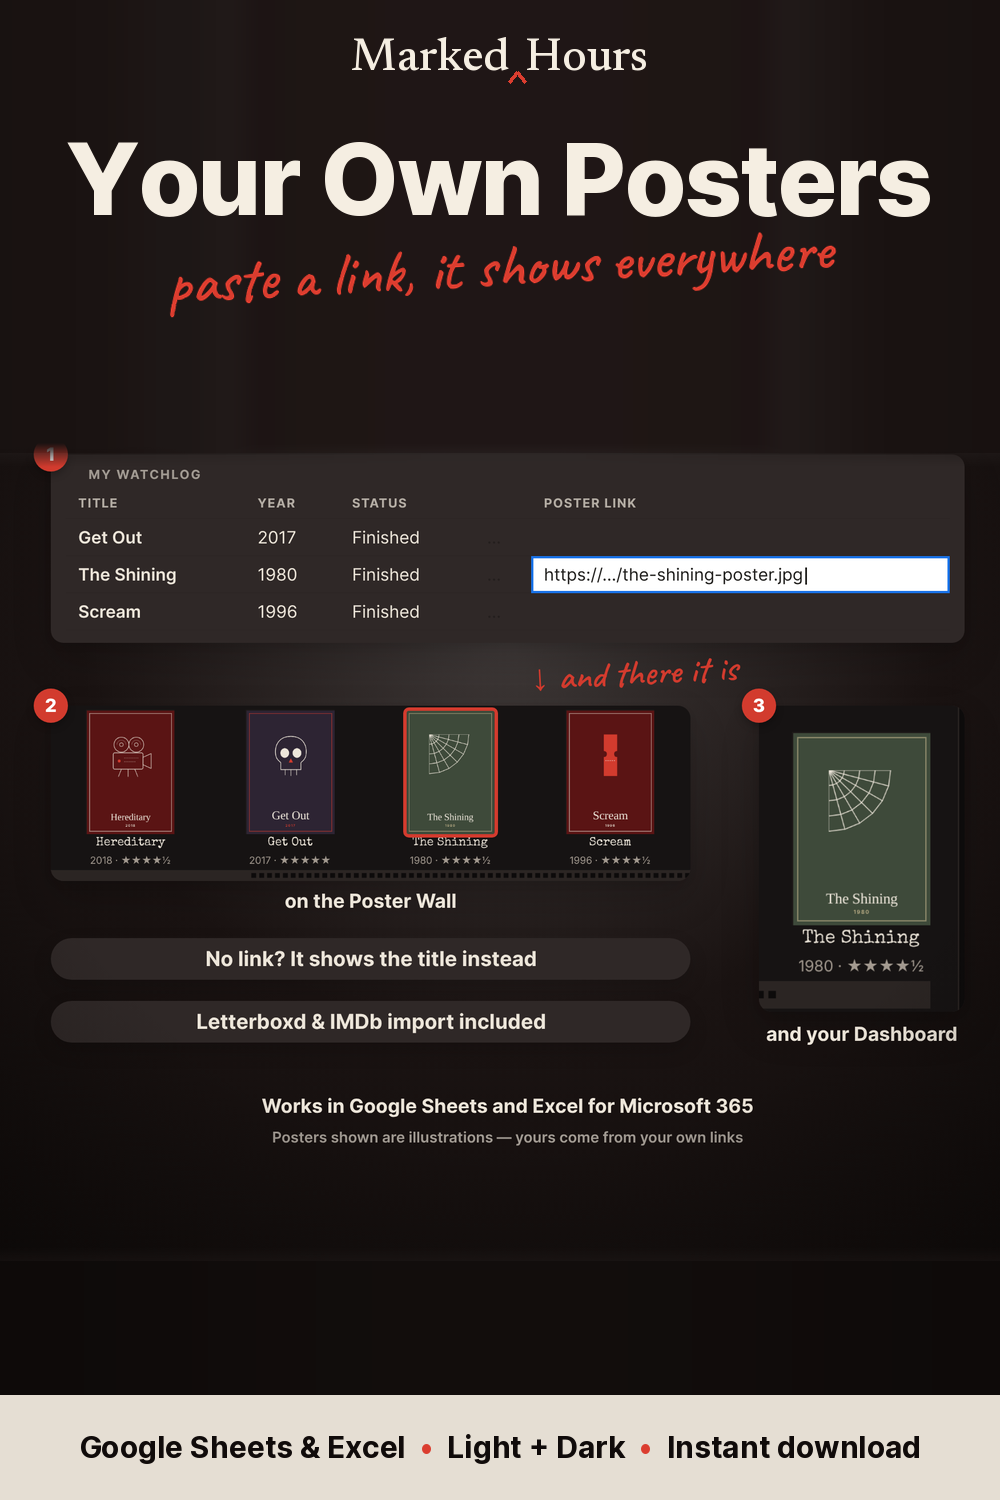 Marked Hours
^
Your Own Posters
paste a link, it shows everywhere
1
MY WATCHLOG
TITLE YEAR STATUS POSTER LINK
Get Out 2017 Finished ...
The Shining 1980 Finished ... https://.../the-shining-poster.jpg
Scream 1996 Finished ...
↓ and there it is
2
Hereditary
2018
Hereditary
2018 · ★★★★½
Get Out
2017
Get Out
2017 · ★★★★★
The Shining
1980
The Shining
1980 · ★★★★½
Scream
1996
Scream
1996 · ★★★★½
on the Poster Wall
3
The Shining
1980
The Shining
1980 · ★★★★½
and your Dashboard
No link? It shows the title instead
Letterboxd & IMDb import included
Works in Google Sheets and Excel for Microsoft 365
Posters shown are illustrations — yours come from your own links
Google Sheets & Excel • Light + Dark • Instant download